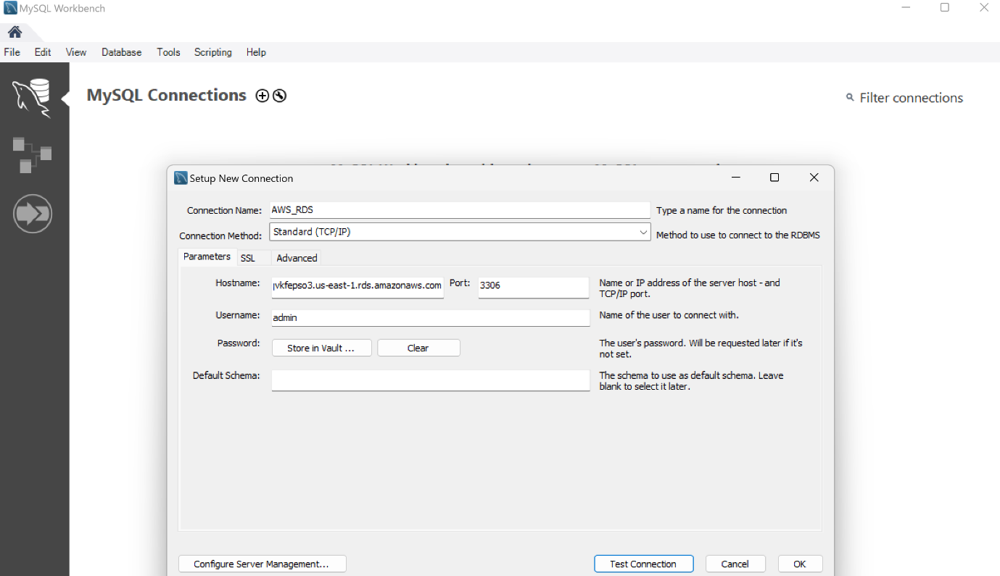 MySQL Workbench
File Edit View Database Tools Scripting Help
MySQL Connections
Filter connections
Setup New Connection
Connection Name: AWS_RDS Type a name for the connection
Connection Method: Standard (TCP/IP) Method to use to connect to the RDBMS
Parameters SSL Advanced
Hostname: vkfepso3.us-east-1.rds.amazonaws.com Port: 3306 Name or IP address of the server host - and
TCP/IP port.
Username: admin Name of the user to connect with.
Password: Store in Vault ... Clear The user's password. Will be requested later if it's
not set.
Default Schema: The schema to use as default schema. Leave
blank to select it later.
Configure Server Management... Test Connection Cancel OK